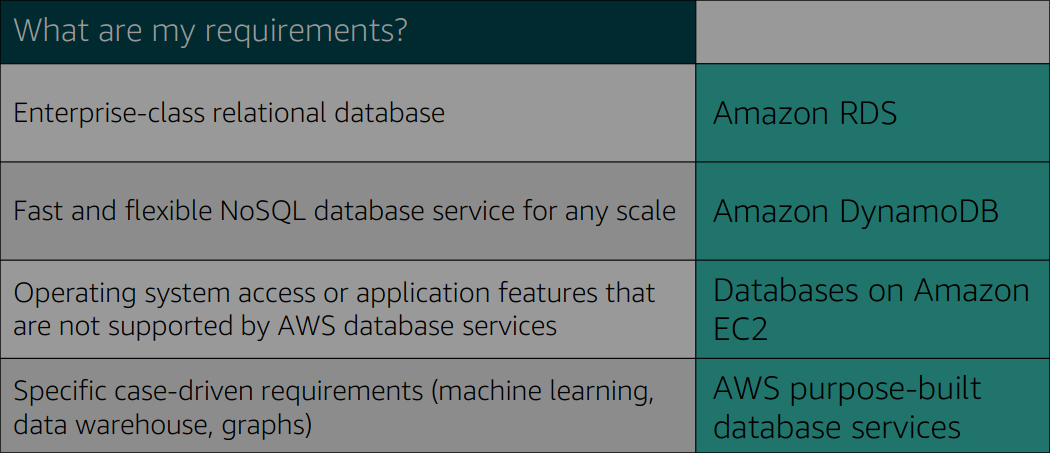 What are my requirements?
Enterprise-class relational database
Amazon RDS
Fast and flexible NoSQL database service for any scale
Amazon DynamoDB
Operating system access or application features that
are not supported by AWS database services
Databases on Amazon
EC2
Specific case-driven requirements (machine learning,
data warehouse, graphs)
AWS purpose-built
database services